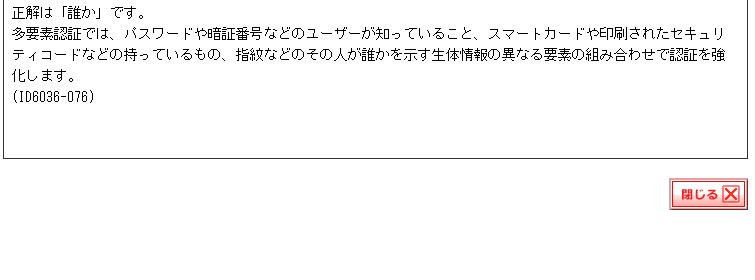 正解は「誰か」です。
多要素認証では、パスワードや暗証番号などのユーザーが知っていること、スマートカードや印刷されたセキュリ
ティコードなどの持っているもの、指紋などのその人が誰かを示す生体情報の異なる要素の組み合わせで認証を強
化します。
(ID6036-076)
閉じる